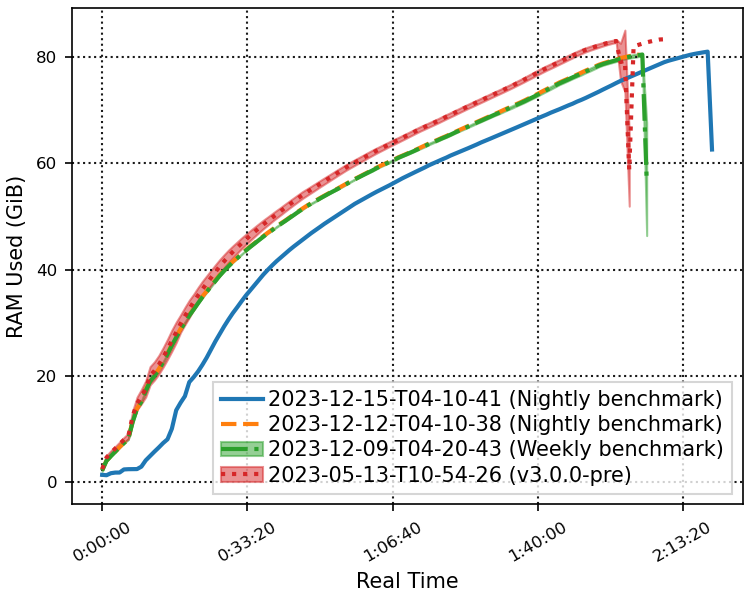 80
60
40
20
0
RAM Used (GiB)
2023-12-15-T04-10-41 (Nightly benchmark)
2023-12-12-T04-10-38 (Nightly benchmark)
2023-12-09-T04-20-43 (Weekly benchmark)
2023-05-13-T10-54-26 (v3.0.0-pre)
0:00:00
0:33:20
1:06:40
1:40:00
2:13:20
Real Time